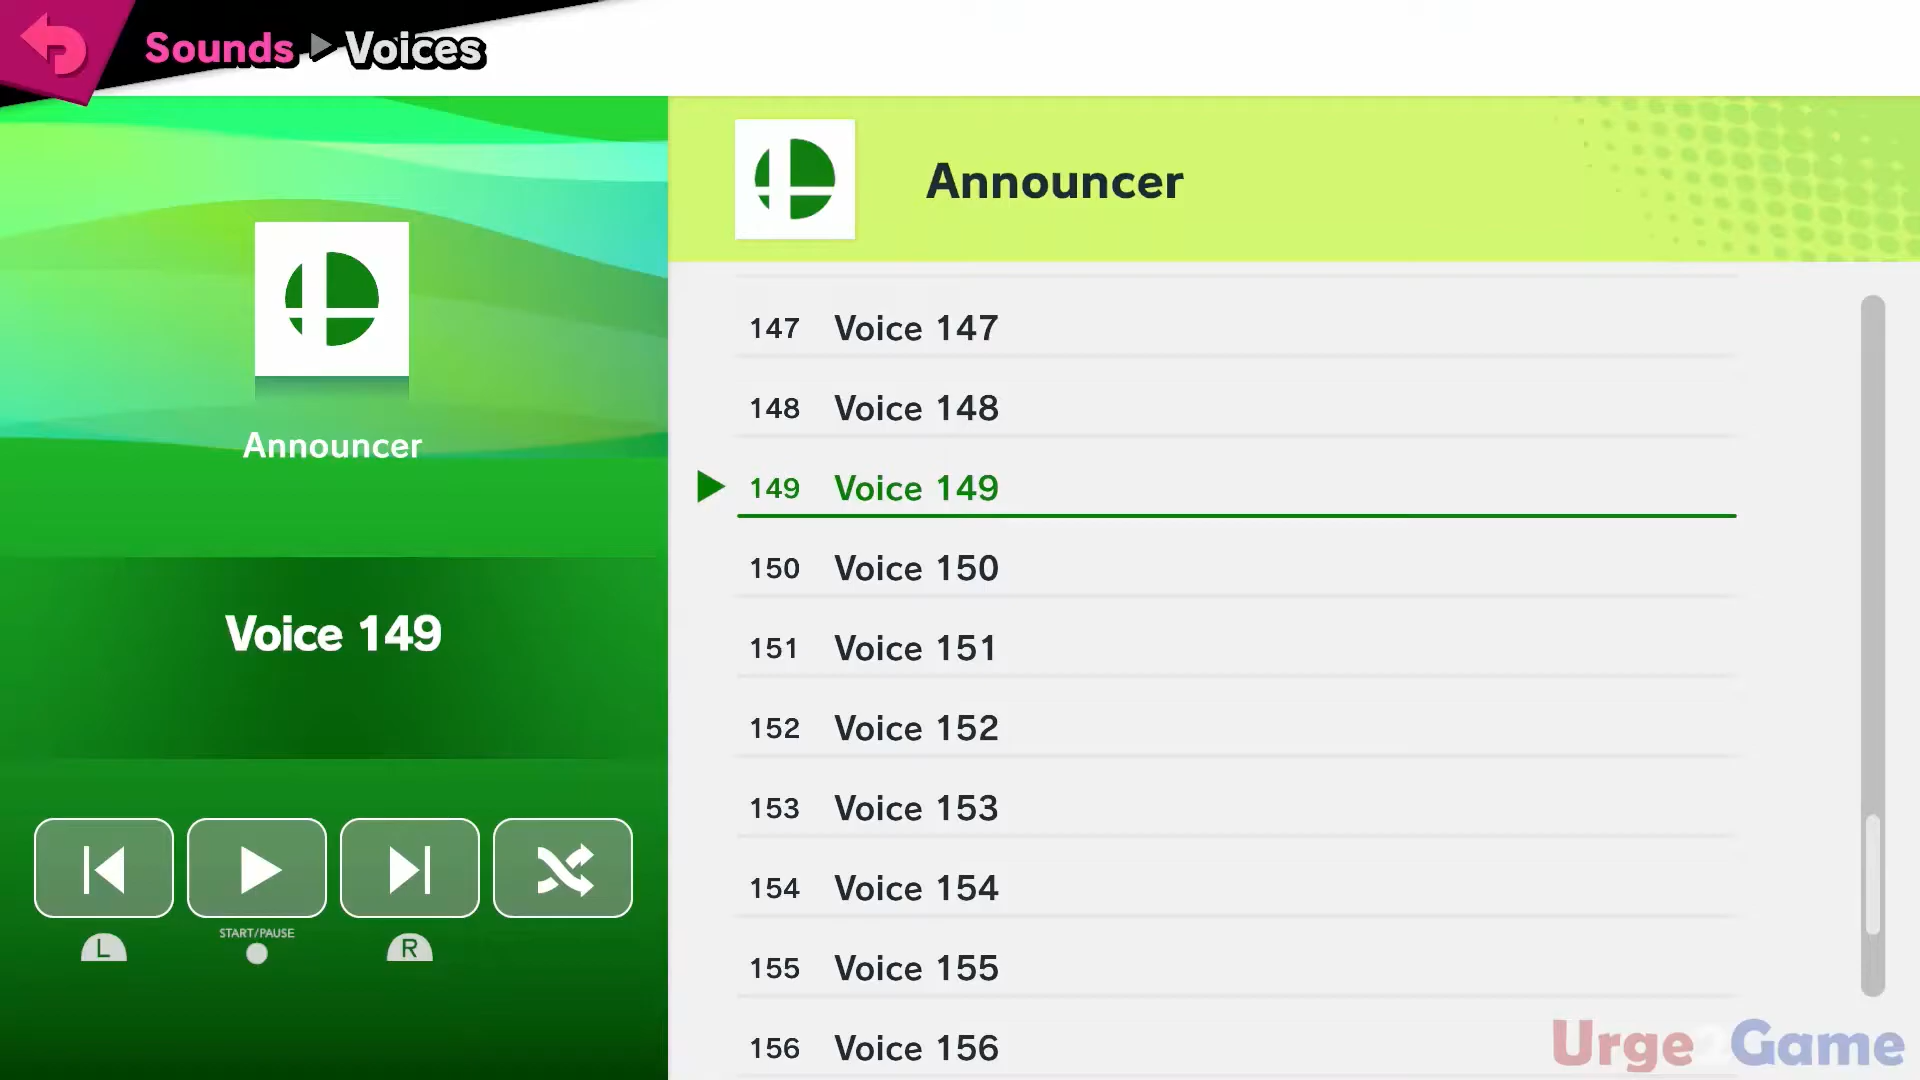 Sounds Voices
Announcer
Announcer
Voice 149
L
START/PAUSE
R
147 Voice 147
148 Voice 148
149 Voice 149
150 Voice 150
151 Voice 151
152 Voice 152
153 Voice 153
154 Voice 154
155 Voice 155
156 Voice 156
Urge2Game